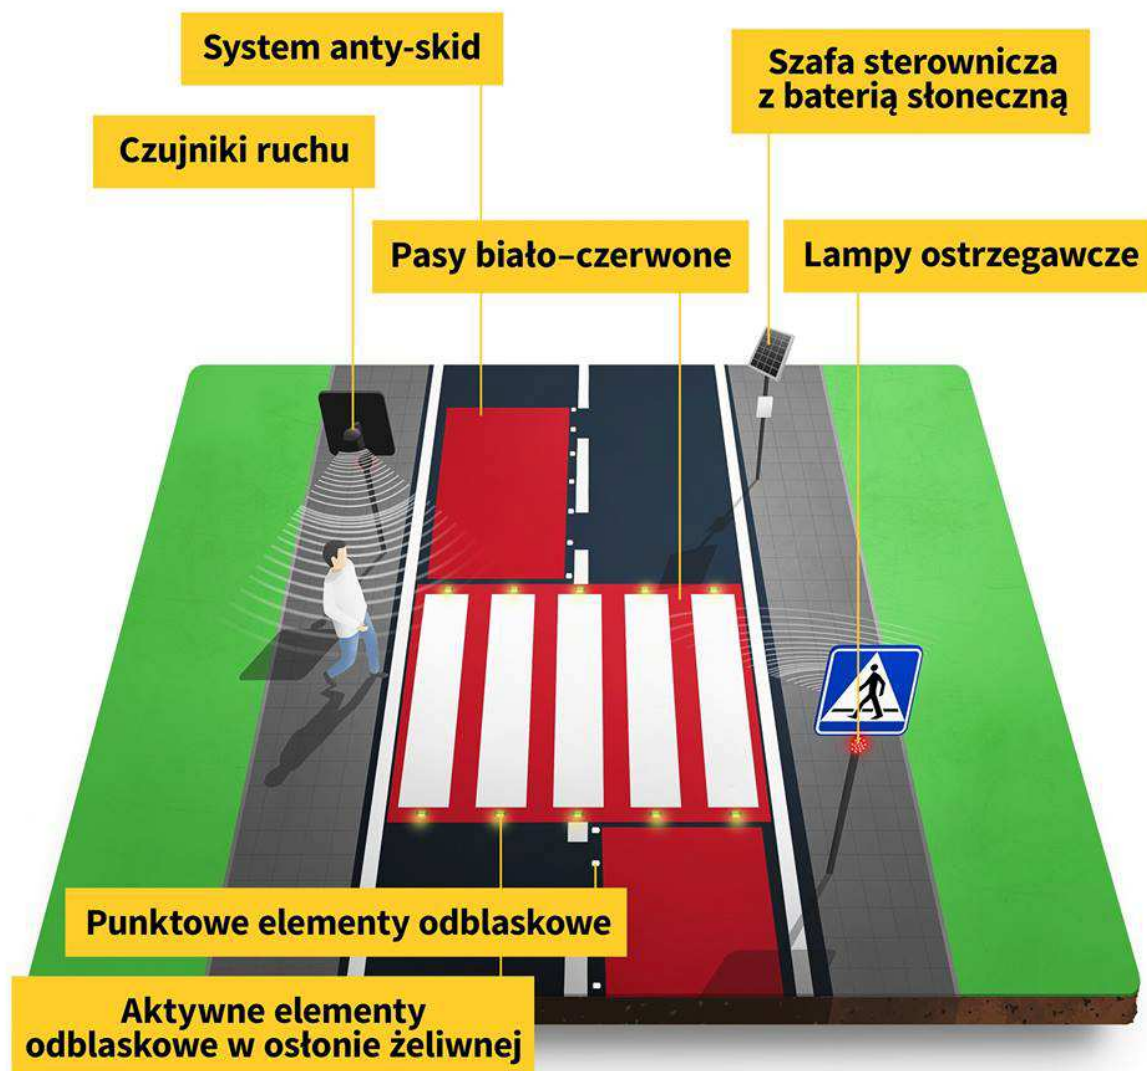 System anty-skid
Szafa sterownicza
z baterią słoneczną
Czujniki ruchu
Pasy biało–czerwone
Lampy ostrzegawcze
Punktowe elementy odblaskowe
Aktywne elementy
odblaskowe w osłonie żeliwnej